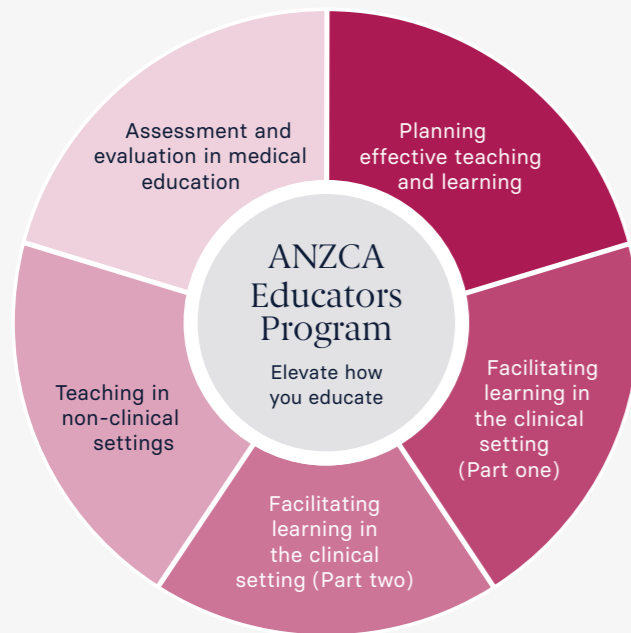 ANZCA
Educators
Program
Elevate how
you educate
Planning
effective teaching
and learning
Facilitating
learning in
the clinical
setting
(Part one)
Facilitating
learning in
the clinical
setting (Part two)
Teaching in
non-clinical
settings
Assessment and
evaluation in medical
education